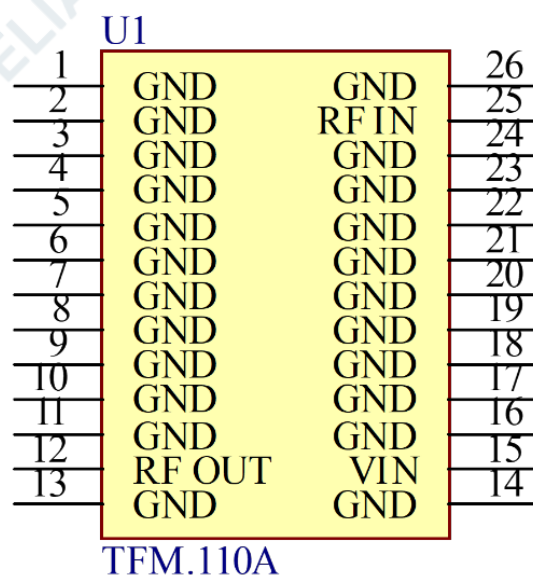 U1
1 GND GND 26
2 GND RF IN 25
3 GND GND 24
4 GND GND 23
5 GND GND 22
6 GND GND 21
7 GND GND 20
8 GND GND 19
9 GND GND 18
10 GND GND 17
11 GND GND 16
12 RF OUT VIN 15
13 GND GND 14
TFM.110A